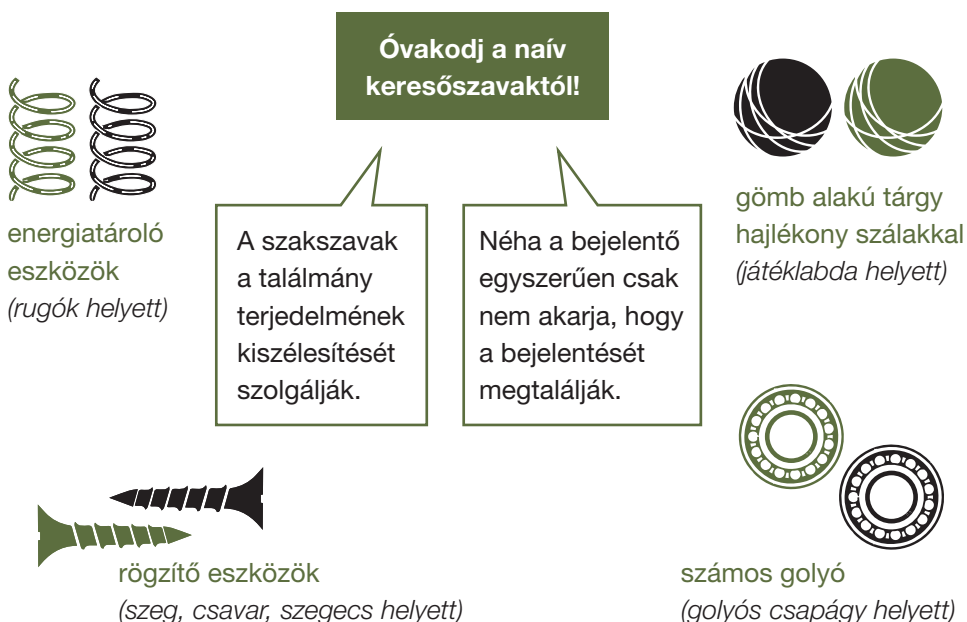 Óvakodj a naív
keresőszavaktól!
energiatároló
eszközök
(rugók helyett)
A szakszavak
a találmány
terjedelmének
kiszélesítését
szolgálják.
Néha a bejelentő
egyszerűen csak
nem akarja, hogy
a bejelentését
megtalálják.
gömb alakú tárgy
hajlékony szálakkal
(játéklabda helyett)
rögzítő eszközök
(szeg, csavar, szegecs helyett)
számos golyó
(golyós csapágy helyett)